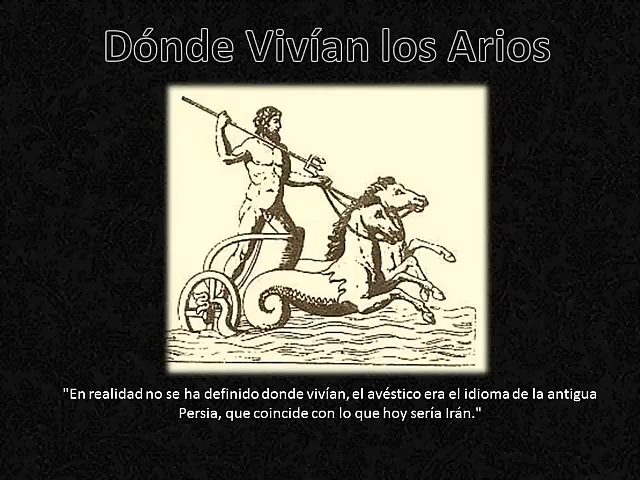 Dónde Vivían los Arios
"En realidad no se ha definido donde vivían, el avéstico era el idioma de la antigua
Persia, que coincide con lo que hoy sería Irán."